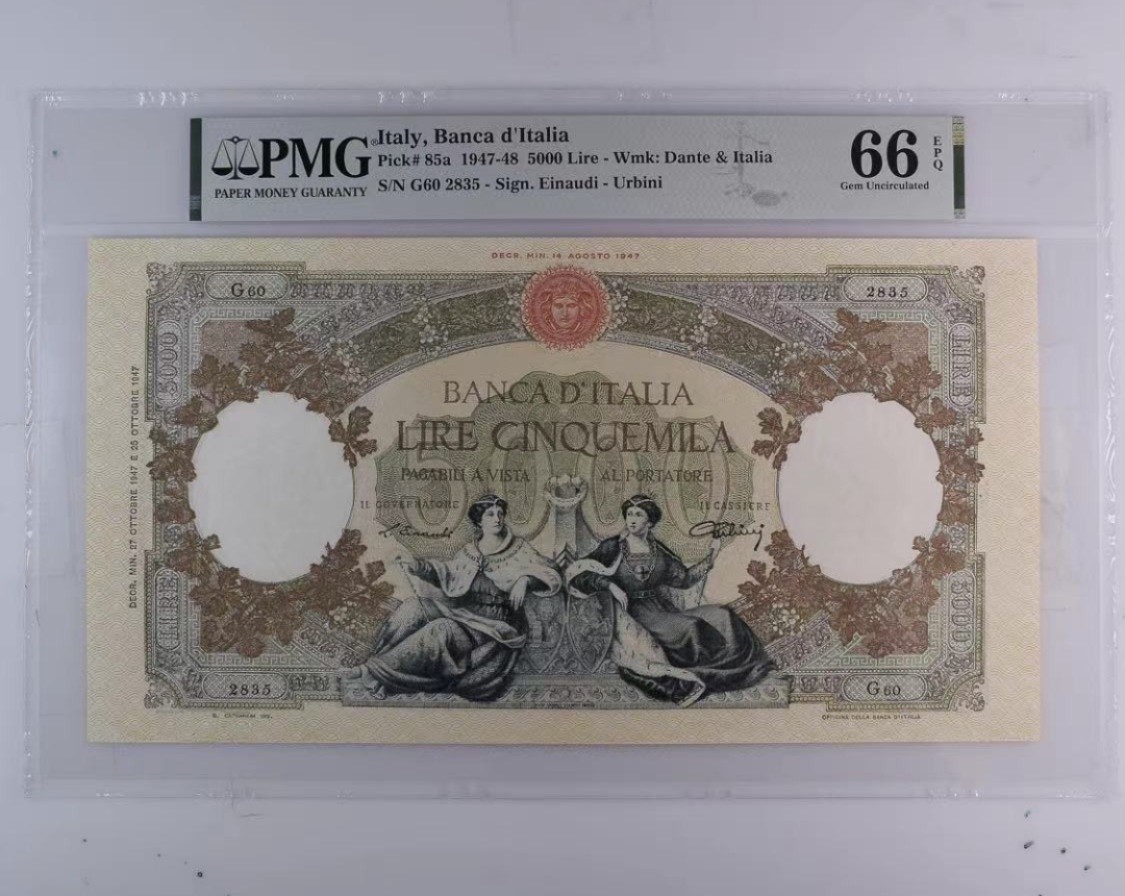 PMG
PAPER MONEY GUARANTY
Italy, Banca d'Italia
Pick# 85a 1947-48 5000 Lire - Wmk: Dante & Italia
S/N G60 2835 - Sign. Einaudi - Urbini
66 EPQ
Gem Uncirculated
DECR. MIN. 14 AGOSTO 1947
G60
2835
5000
LIRE
DECR. MIN. 27 OTTOBRE 1947 E 25 OTTOBRE 1947
BANCA D'ITALIA
LIRE CINQUEMILA
PAGABILI A VISTA AL PORTATORE
IL GOVERNATORE
IL CASSIERE
5000
LIRE
5000
2835
G60
OFFICINA DELLA BANCA D'ITALIA